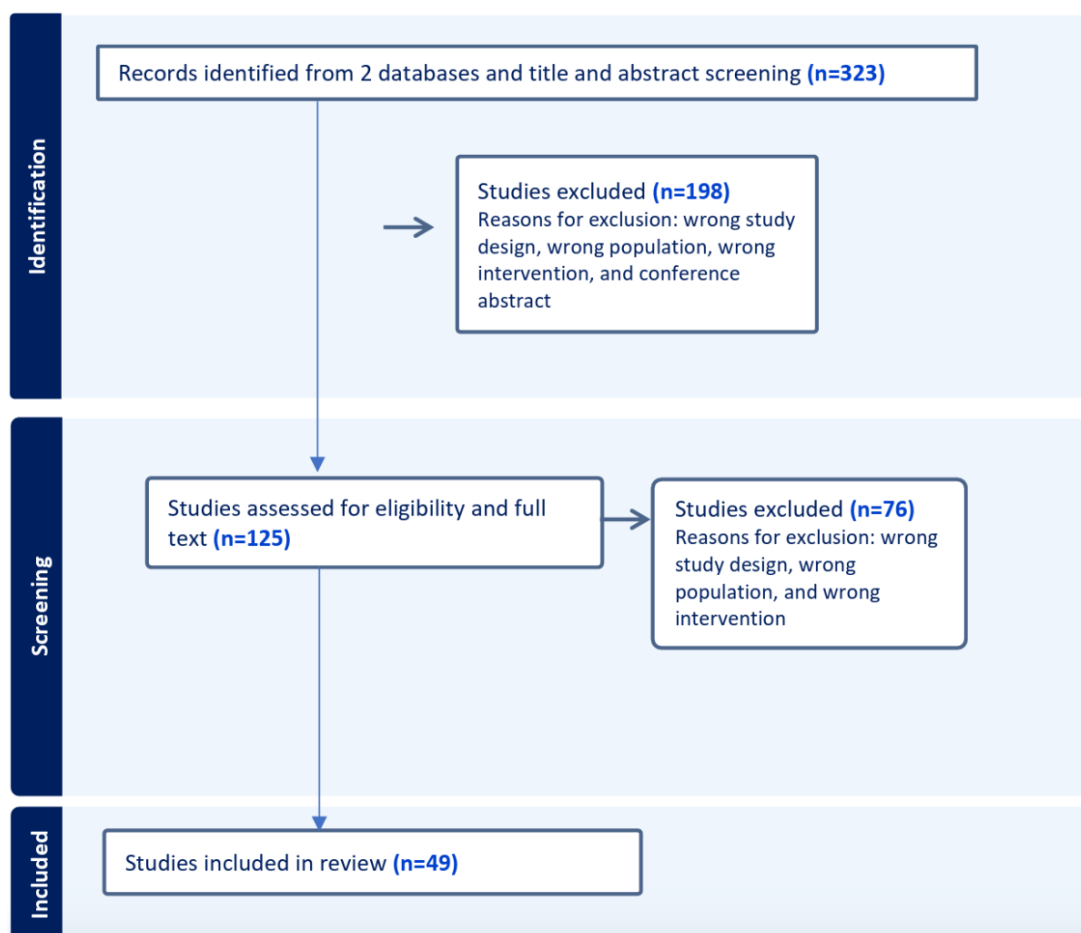 Identification
Records identified from 2 databases and title and abstract screening (n=323)
Studies excluded (n=198)
Reasons for exclusion: wrong study
design, wrong population, wrong
intervention, and conference
abstract
Screening
Studies assessed for eligibility and full
text (n=125)
Studies excluded (n=76)
Reasons for exclusion: wrong
study design, wrong
population, and wrong
intervention
Included
Studies included in review (n=49)